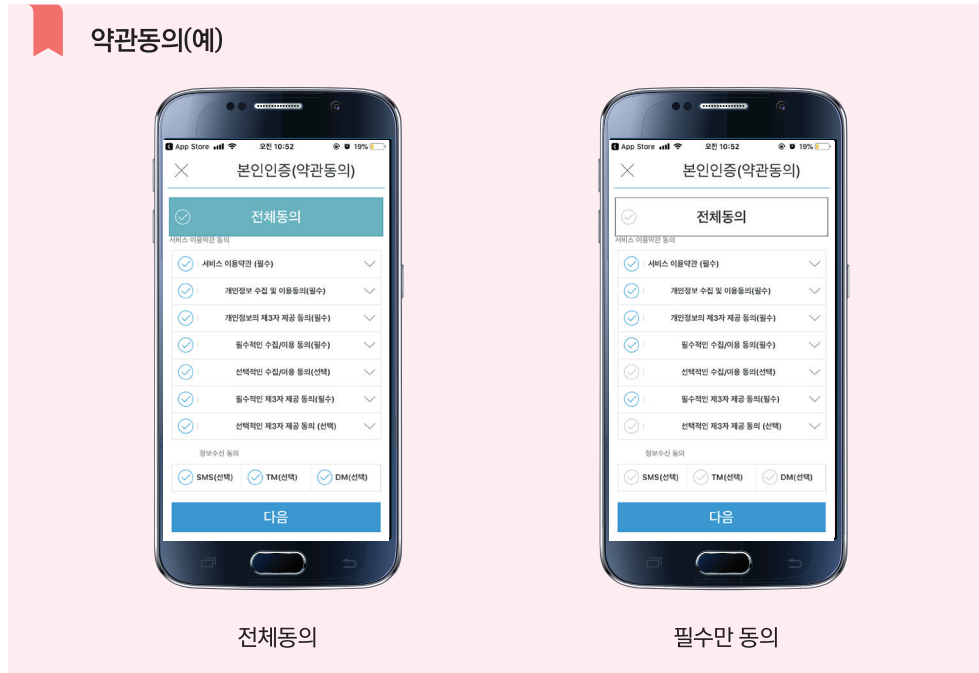 약관동의(예)
App Store 오전 10:52 19%
본인인증(약관동의)
전체동의
서비스 이용약관 동의
서비스 이용약관 (필수)
개인정보 수집 및 이용동의(필수)
개인정보의 제3자 제공 동의(필수)
필수적인 수집/이용 동의(필수)
선택적인 수집/이용 동의(선택)
필수적인 제3자 제공 동의(필수)
선택적인 제3자 제공 동의 (선택)
정보수신 동의
SMS(선택) TM(선택) DM(선택)
다음
전체동의
App Store 오전 10:52 19%
본인인증(약관동의)
전체동의
서비스 이용약관 동의
서비스 이용약관 (필수)
개인정보 수집 및 이용동의(필수)
개인정보의 제3자 제공 동의(필수)
필수적인 수집/이용 동의(필수)
선택적인 수집/이용 동의(선택)
필수적인 제3자 제공 동의(필수)
선택적인 제3자 제공 동의 (선택)
정보수신 동의
SMS(선택) TM(선택) DM(선택)
다음
필수만 동의